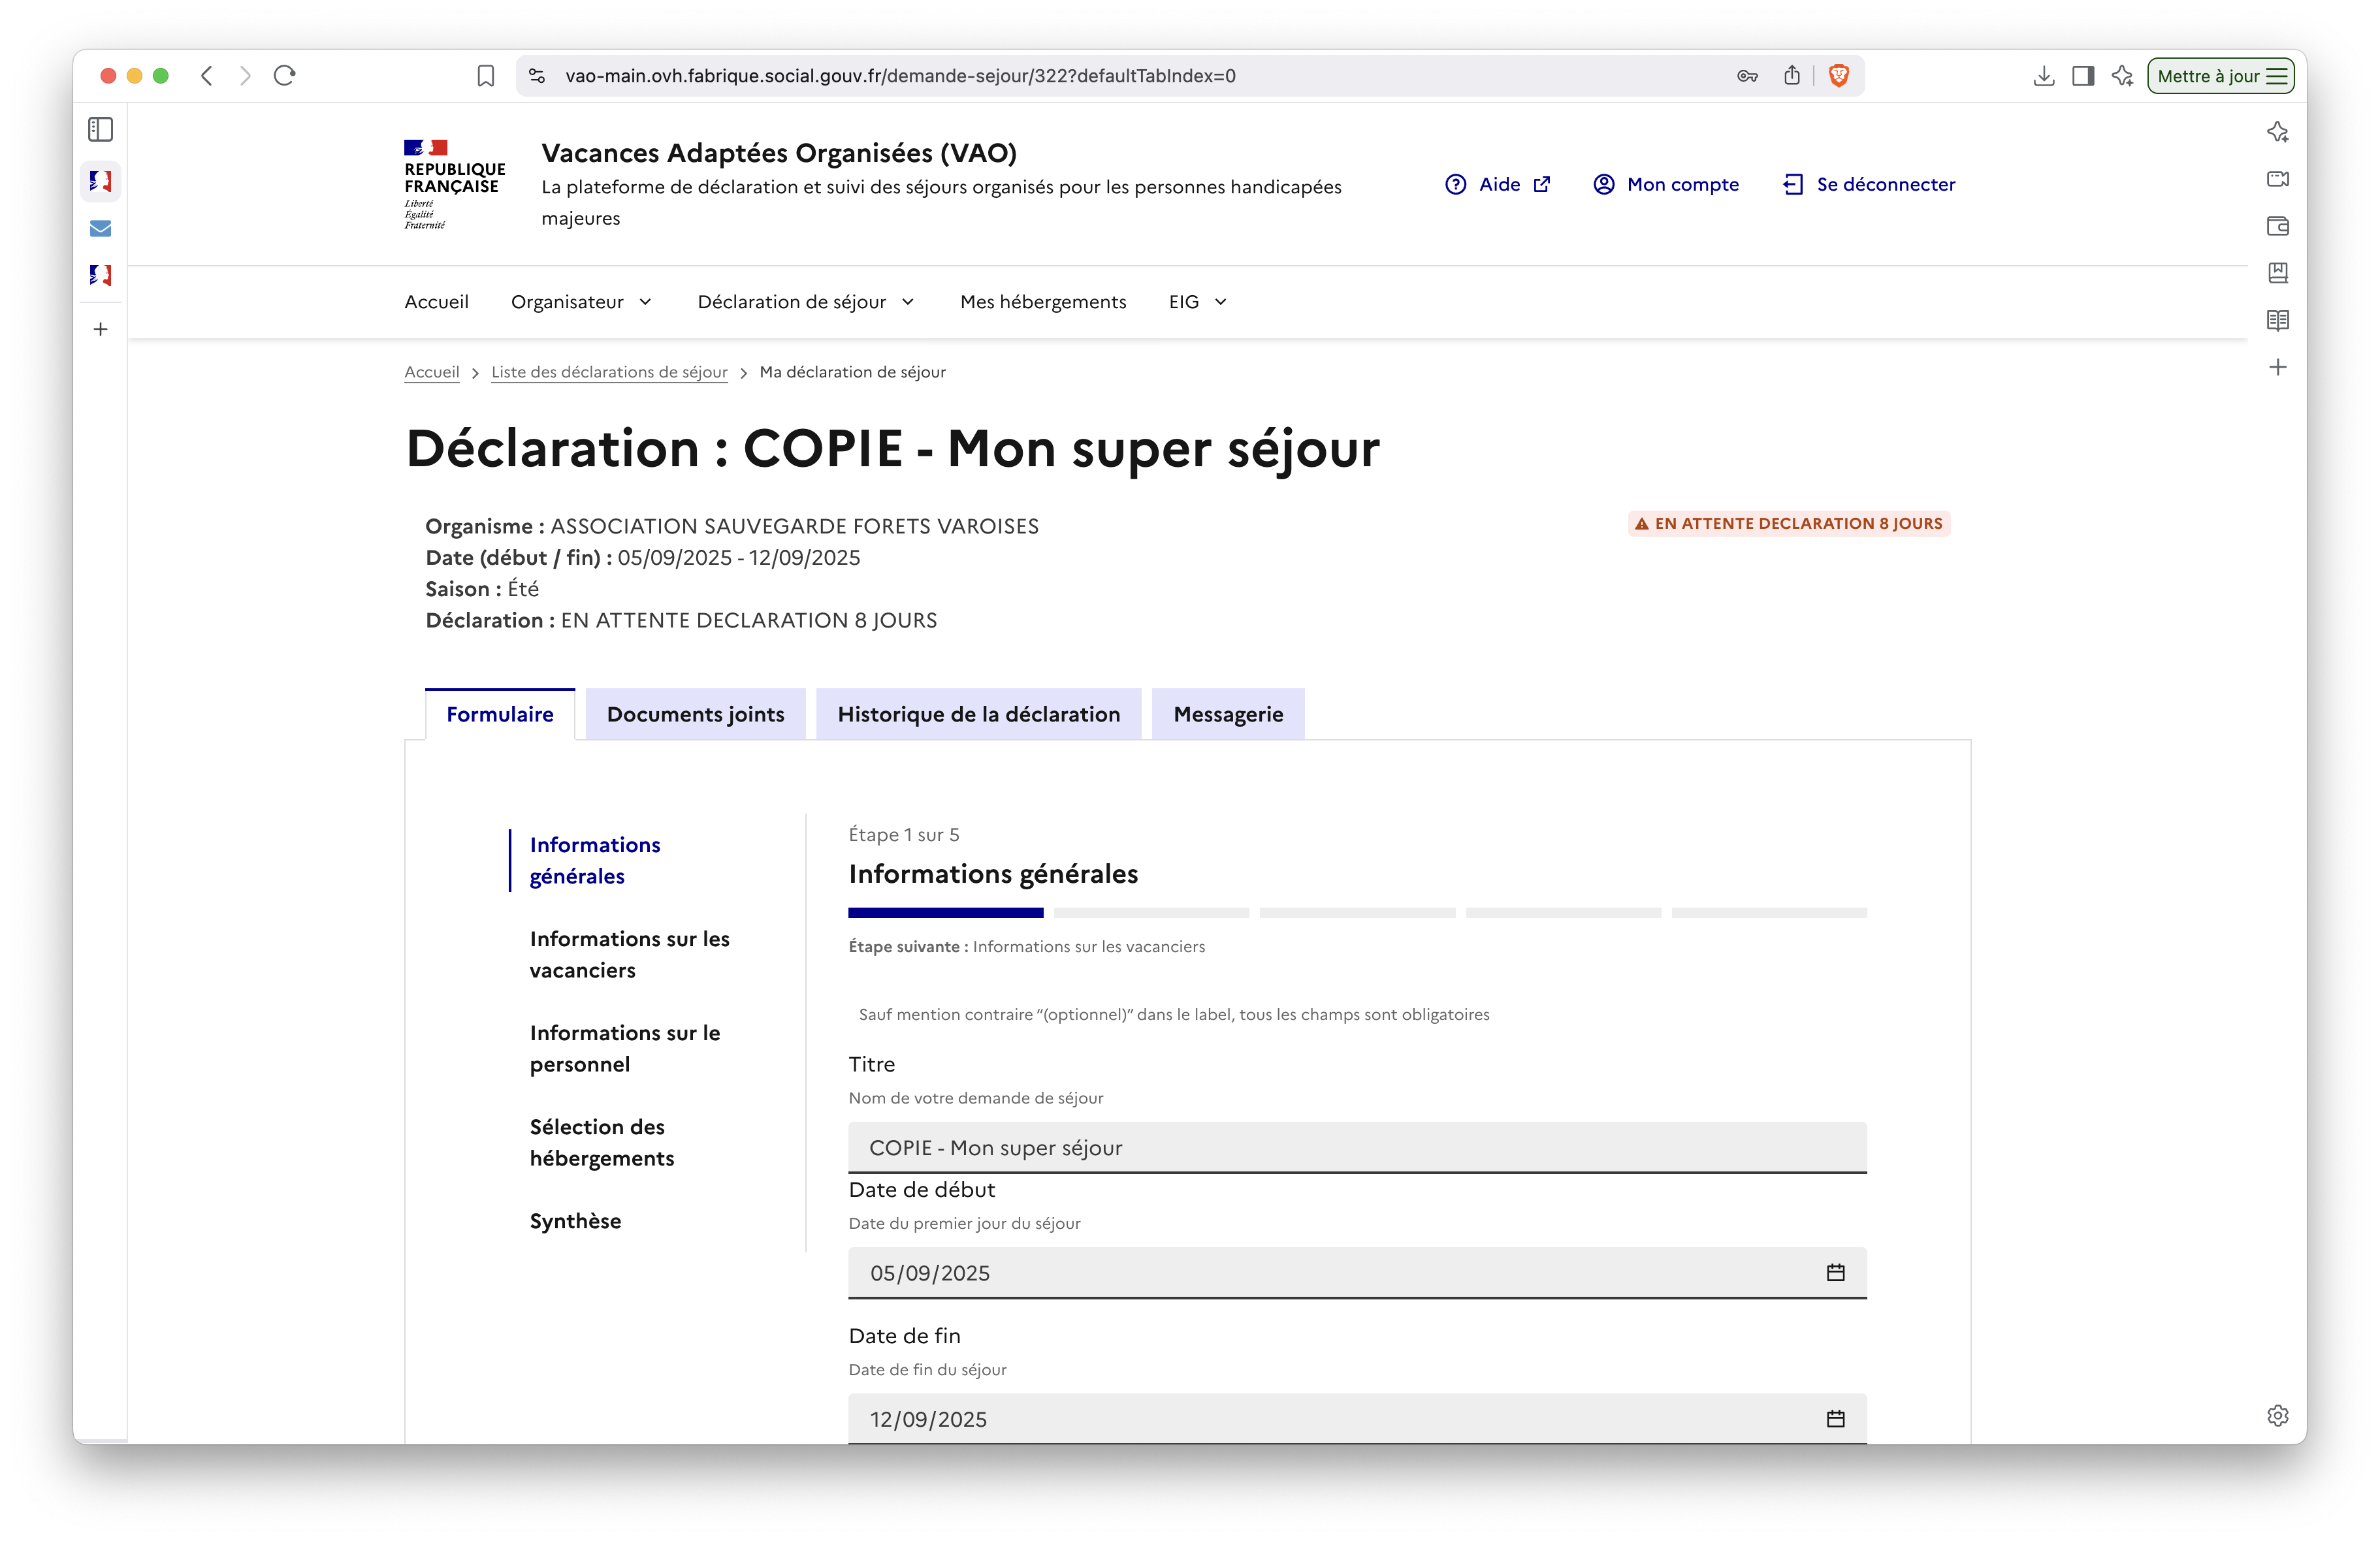 vao-main.ovh.fabrique.social.gouv.fr/demande-sejour/322?defaultTabIndex=0
Mettre à jour
REPUBLIQUE
FRANÇAISE
Liberté
Égalité
Fraternité
Vacances Adaptées Organisées (VAO)
La plateforme de déclaration et suivi des séjours organisés pour les personnes handicapées
majeures
Aide
Mon compte
Se déconnecter
Accueil
Organisateur
Déclaration de séjour
Mes hébergements
EIG
Accueil > Liste des déclarations de séjour > Ma déclaration de séjour
Déclaration : COPIE - Mon super séjour
Organisme : ASSOCIATION SAUVEGARDE FORETS VAROISES
EN ATTENTE DECLARATION 8 JOURS
Date (début / fin) : 05/09/2025 - 12/09/2025
Saison : Été
Déclaration : EN ATTENTE DECLARATION 8 JOURS
Formulaire
Documents joints
Historique de la déclaration
Messagerie
Informations
générales
Informations sur les
vacanciers
Informations sur le
personnel
Sélection des
hébergements
Synthèse
Étape 1 sur 5
Informations générales
Étape suivante : Informations sur les vacanciers
Sauf mention contraire “(optionnel)” dans le label, tous les champs sont obligatoires
Titre
Nom de votre demande de séjour
COPIE - Mon super séjour
Date de début
Date du premier jour du séjour
05/09/2025
Date de fin
Date de fin du séjour
12/09/2025